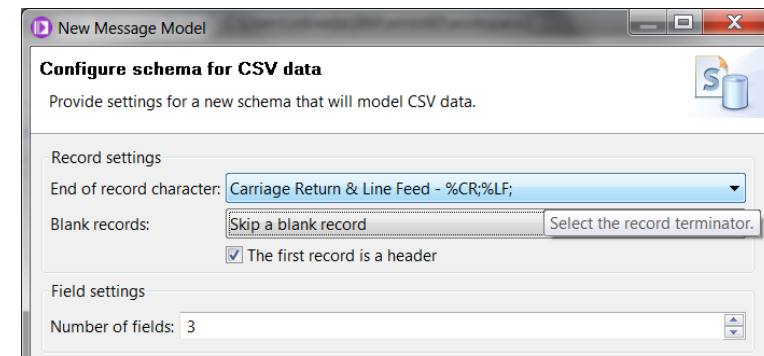 New Message Model
Configure schema for CSV data
Provide settings for a new schema that will model CSV data.
Record settings
End of record character: Carriage Return & Line Feed - %CR;%LF;
Blank records: Skip a blank record
Select the record terminator.
The first record is a header
Field settings
Number of fields: 3